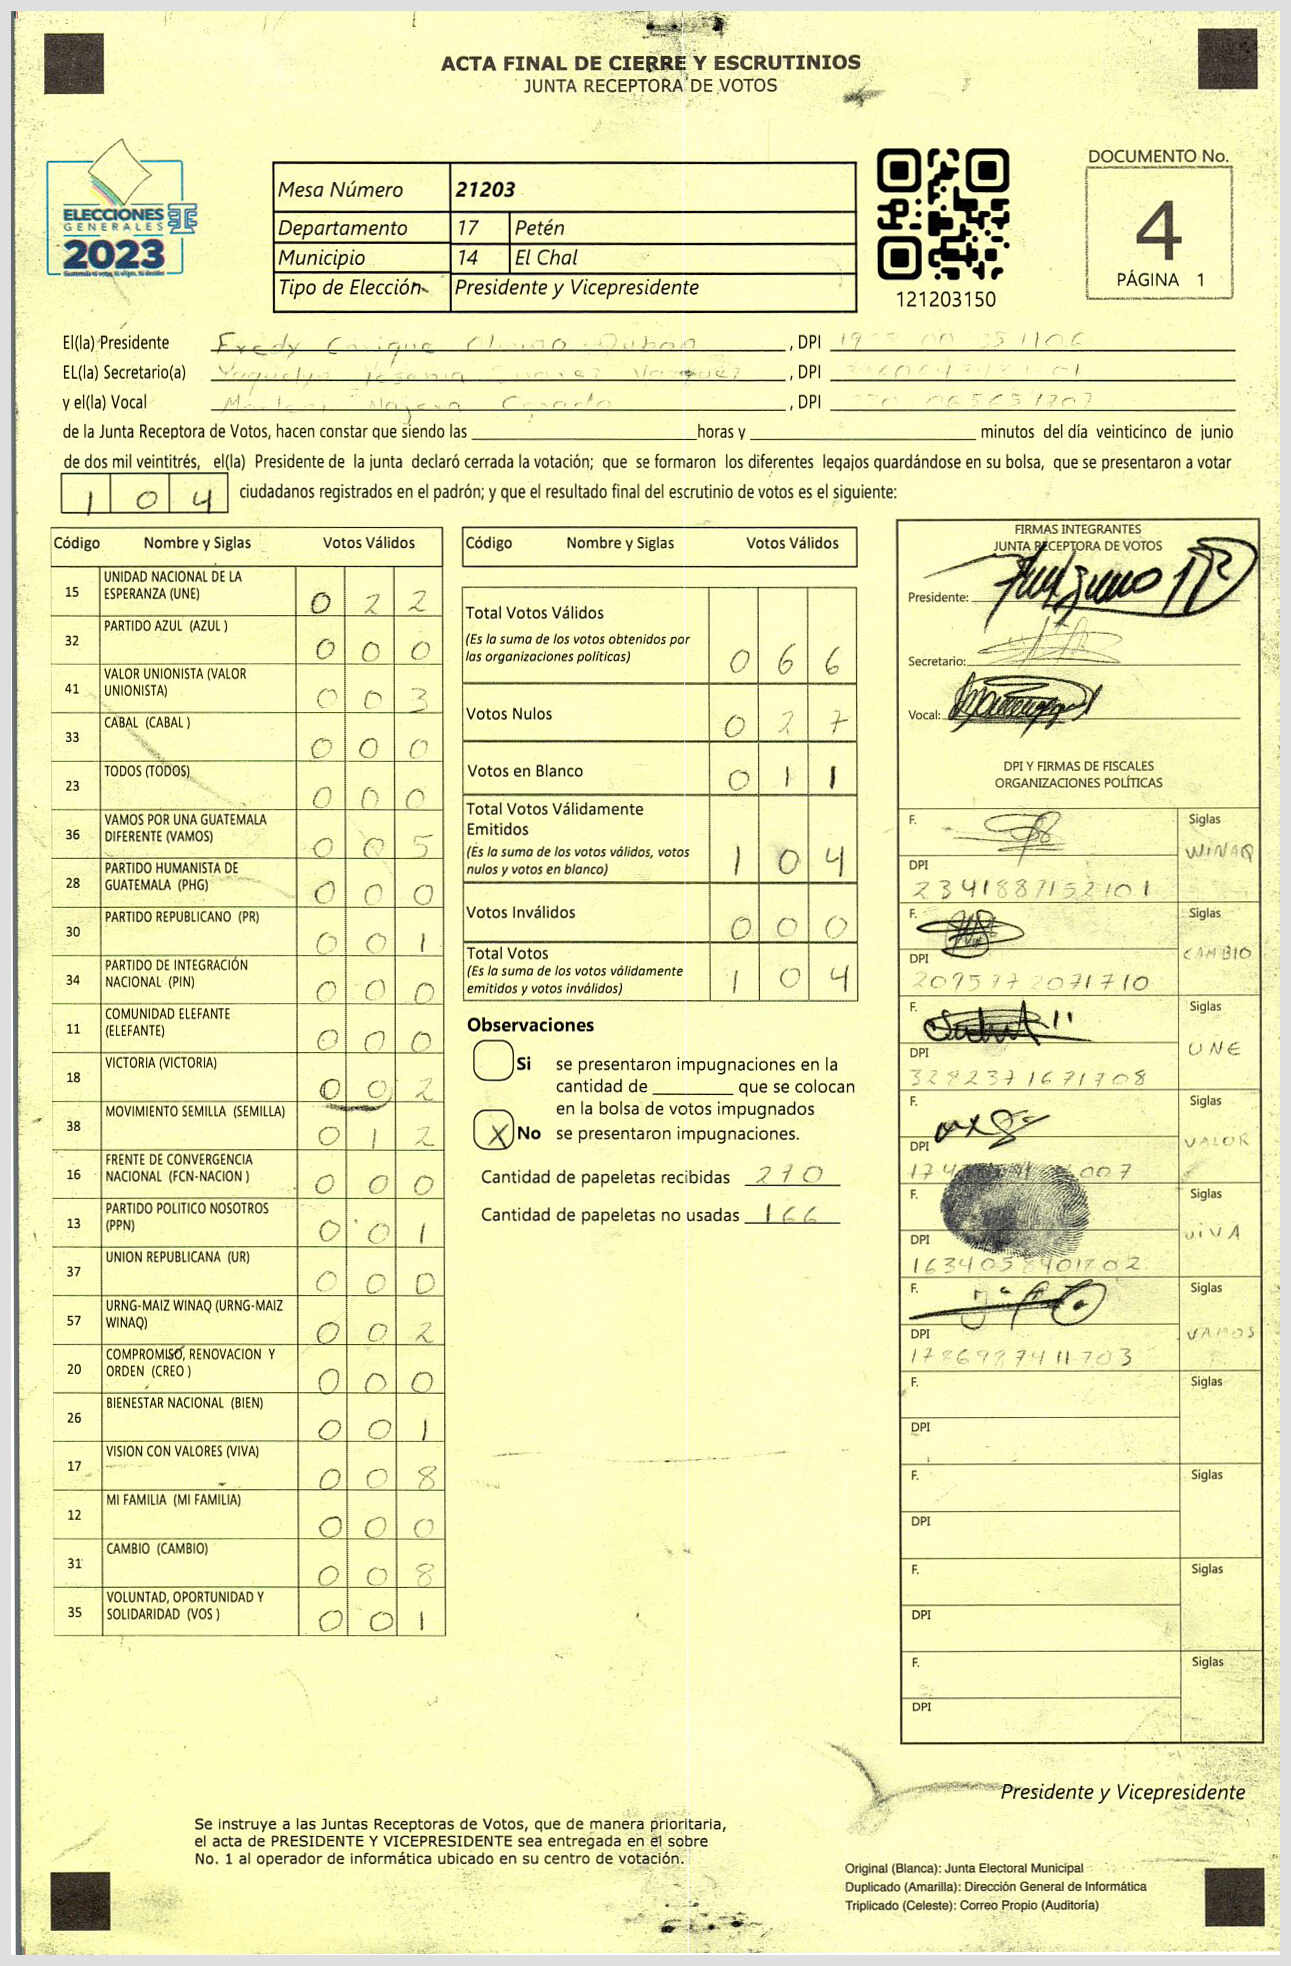 ACTA FINAL DE CIERRE Y ESCRUTINIOS
JUNTA RECEPTORA DE VOTOS
ELECCIONES
GENERALES
2023
Mesa Número 21203
Departamento 17 Petén
Municipio 14 El Chal
Tipo de Elección Presidente y Vicepresidente
121203150
DOCUMENTO No.
4
PÁGINA 1
El(la) Presidente Fredy Enrique , DPI
EL(la) Secretario(a) , DPI
y el(la) Vocal , DPI
de la Junta Receptora de Votos, hacen constar que siendo las horas y minutos del día veinticinco de junio
de dos mil veintitrés, el(la) Presidente de la junta declaró cerrada la votación; que se formaron los diferentes legajos guardándose en su bolsa, que se presentaron a votar
104 ciudadanos registrados en el padrón; y que el resultado final del escrutinio de votos es el siguiente:
Código Nombre y Siglas Votos Válidos
15 UNIDAD NACIONAL DE LA ESPERANZA (UNE) 0 2 2
32 PARTIDO AZUL (AZUL ) 0 0 0
41 VALOR UNIONISTA (VALOR UNIONISTA) 0 0 3
33 CABAL (CABAL ) 0 0 0
23 TODOS (TODOS) 0 0 0
36 VAMOS POR UNA GUATEMALA DIFERENTE (VAMOS) 0 0 5
28 PARTIDO HUMANISTA DE GUATEMALA (PHG) 0 0 0
30 PARTIDO REPUBLICANO (PR) 0 0 1
34 PARTIDO DE INTEGRACIÓN NACIONAL (PIN) 0 0 0
11 COMUNIDAD ELEFANTE (ELEFANTE) 0 0 0
18 VICTORIA (VICTORIA) 0 0 2
38 MOVIMIENTO SEMILLA (SEMILLA) 0 1 2
16 FRENTE DE CONVERGENCIA NACIONAL (FCN-NACION ) 0 0 0
13 PARTIDO POLITICO NOSOTROS (PPN) 0 0 1
37 UNION REPUBLICANA (UR) 0 0 0
57 URNG-MAIZ WINAQ (URNG-MAIZ WINAQ) 0 0 2
20 COMPROMISO, RENOVACION Y ORDEN (CREO ) 0 0 0
26 BIENESTAR NACIONAL (BIEN) 0 0 1
17 VISION CON VALORES (VIVA) 0 0 8
12 MI FAMILIA (MI FAMILIA) 0 0 0
31 CAMBIO (CAMBIO) 0 0 8
35 VOLUNTAD, OPORTUNIDAD Y SOLIDARIDAD (VOS ) 0 0 1
Código Nombre y Siglas Votos Válidos
Total Votos Válidos
(Es la suma de los votos obtenidos por
las organizaciones políticas) 0 6 6
Votos Nulos 0 2 7
Votos en Blanco 0 1 1
Total Votos Válidamente
Emitidos
(Es la suma de los votos válidos, votos
nulos y votos en blanco) 1 0 4
Votos Inválidos 0 0 0
Total Votos
(Es la suma de los votos válidamente
emitidos y votos inválidos) 1 0 4
Observaciones
Si se presentaron impugnaciones en la
cantidad de que se colocan
en la bolsa de votos impugnados
X No se presentaron impugnaciones.
Cantidad de papeletas recibidas 270
Cantidad de papeletas no usadas 166
FIRMAS INTEGRANTES
JUNTA RECEPTORA DE VOTOS
Presidente:
Secretario:
Vocal:
DPI Y FIRMAS DE FISCALES
ORGANIZACIONES POLÍTICAS
F. Siglas WINAQ
DPI 2341887152101
F. Siglas CAMBIO
DPI
F. Siglas UNE
DPI 3282371671708
F. Siglas VALOR
DPI
F. Siglas VIVA
DPI
F. Siglas VAMOS
DPI 1786987411703
F. Siglas
DPI
F. Siglas
DPI
F. Siglas
DPI
F. Siglas
DPI
Presidente y Vicepresidente
Se instruye a las Juntas Receptoras de Votos, que de manera prioritaria,
el acta de PRESIDENTE Y VICEPRESIDENTE sea entregada en el sobre
No. 1 al operador de informática ubicado en su centro de votación.
Original (Blanca): Junta Electoral Municipal
Duplicado (Amarilla): Dirección General de Informática
Triplicado (Celeste): Correo Propio (Auditoría)